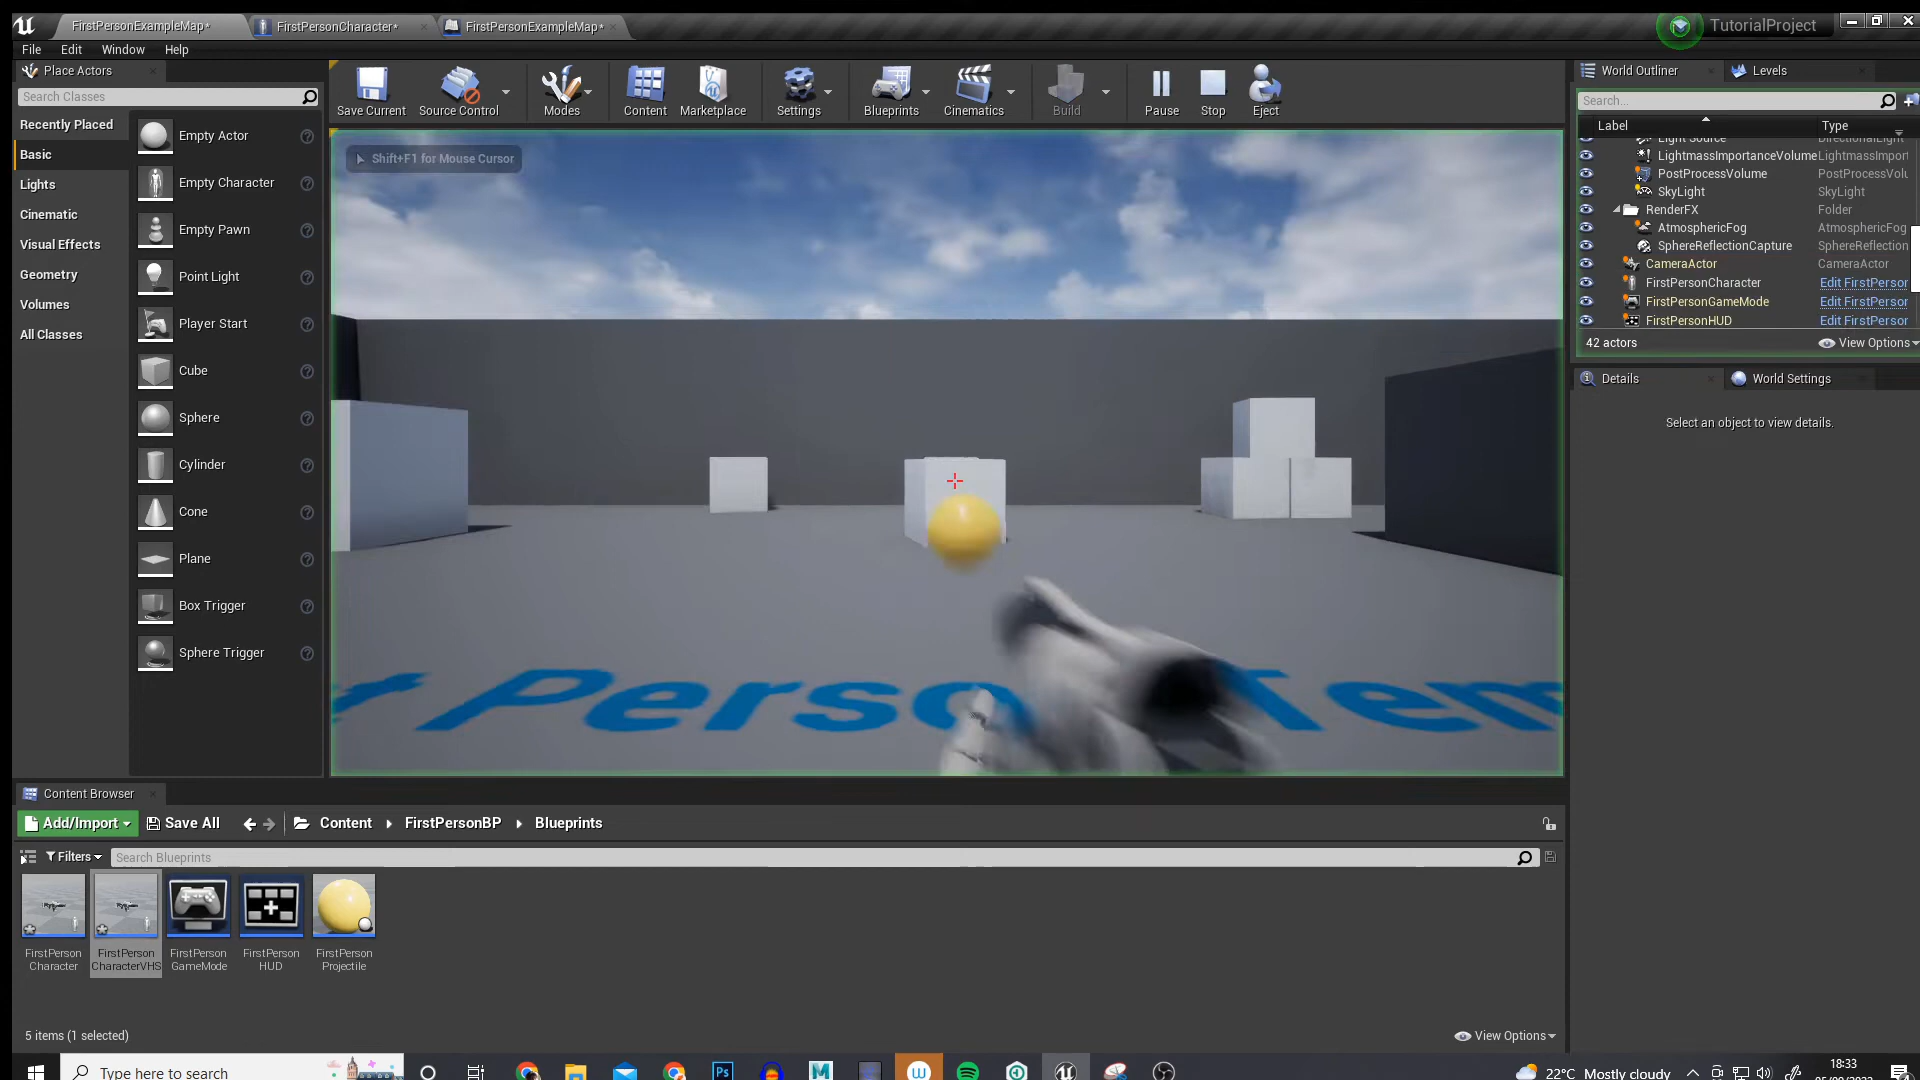 FirstPersonExampleMap*
FirstPersonCharacter*
FirstPersonExampleMap*
TutorialProject
File Edit Window Help
Place Actors
Search Classes
Recently Placed
Basic
Lights
Cinematic
Visual Effects
Geometry
Volumes
All Classes
Empty Actor
Empty Character
Empty Pawn
Point Light
Player Start
Cube
Sphere
Cylinder
Cone
Plane
Box Trigger
Sphere Trigger
Save Current
Source Control
Modes
Content
Marketplace
Settings
Blueprints
Cinematics
Build
Pause
Stop
Eject
Shift+F1 for Mouse Cursor
r Perso Tem
World Outliner
Levels
Search...
Label Type
Light Source DirectionalLight
LightmassImportanceVolume LightmassImport
PostProcessVolume PostProcessVolu
SkyLight SkyLight
RenderFX Folder
AtmosphericFog AtmosphericFog
SphereReflectionCapture SphereReflection
CameraActor CameraActor
FirstPersonCharacter Edit FirstPerson
FirstPersonGameMode Edit FirstPerson
FirstPersonHUD Edit FirstPerson
42 actors
View Options
Details
World Settings
Select an object to view details.
Content Browser
Add/Import
Save All
Content
FirstPersonBP
Blueprints
Filters
Search Blueprints
FirstPerson
Character
FirstPerson
CharacterVHS
FirstPerson
GameMode
FirstPerson
HUD
FirstPerson
Projectile
5 items (1 selected)
View Options
Type here to search
Ps
22°C Mostly cloudy
18:33